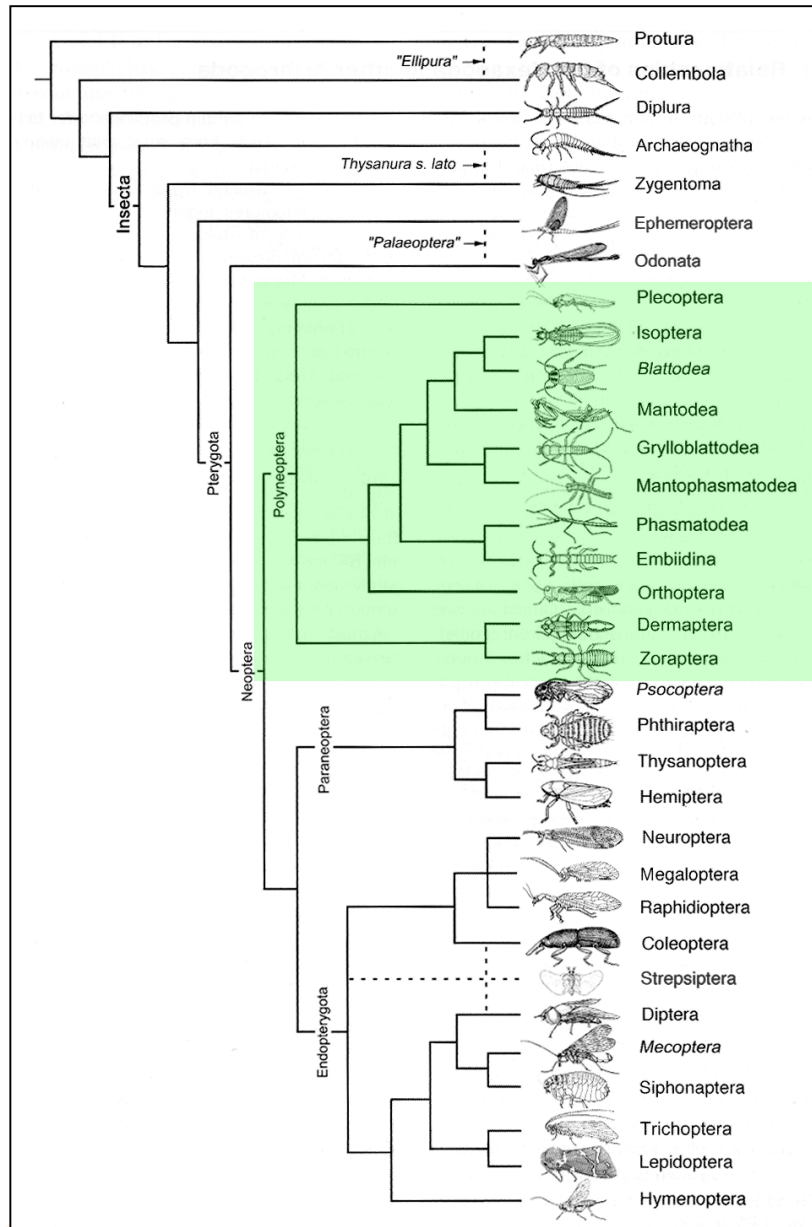 Protura
"Ellipura"
Collembola
Diplura
Archaeognatha
Thysanura s. lato
Zygentoma
Insecta
Ephemeroptera
"Palaeoptera"
Odonata
Plecoptera
Isoptera
Blattodea
Mantodea
Grylloblattodea
Pterygota
Polyneoptera
Mantophasmatodea
Phasmatodea
Embiidina
Orthoptera
Dermaptera
Neoptera
Zoraptera
Psocoptera
Phthiraptera
Paraneoptera
Thysanoptera
Hemiptera
Neuroptera
Megaloptera
Raphidioptera
Coleoptera
Strepsiptera
Endopterygota
Diptera
Mecoptera
Siphonaptera
Trichoptera
Lepidoptera
Hymenoptera